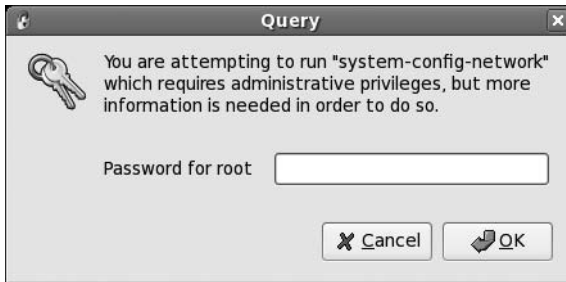 Query
You are attempting to run "system-config-network"
which requires administrative privileges, but more
information is needed in order to do so.
Password for root
Cancel
OK